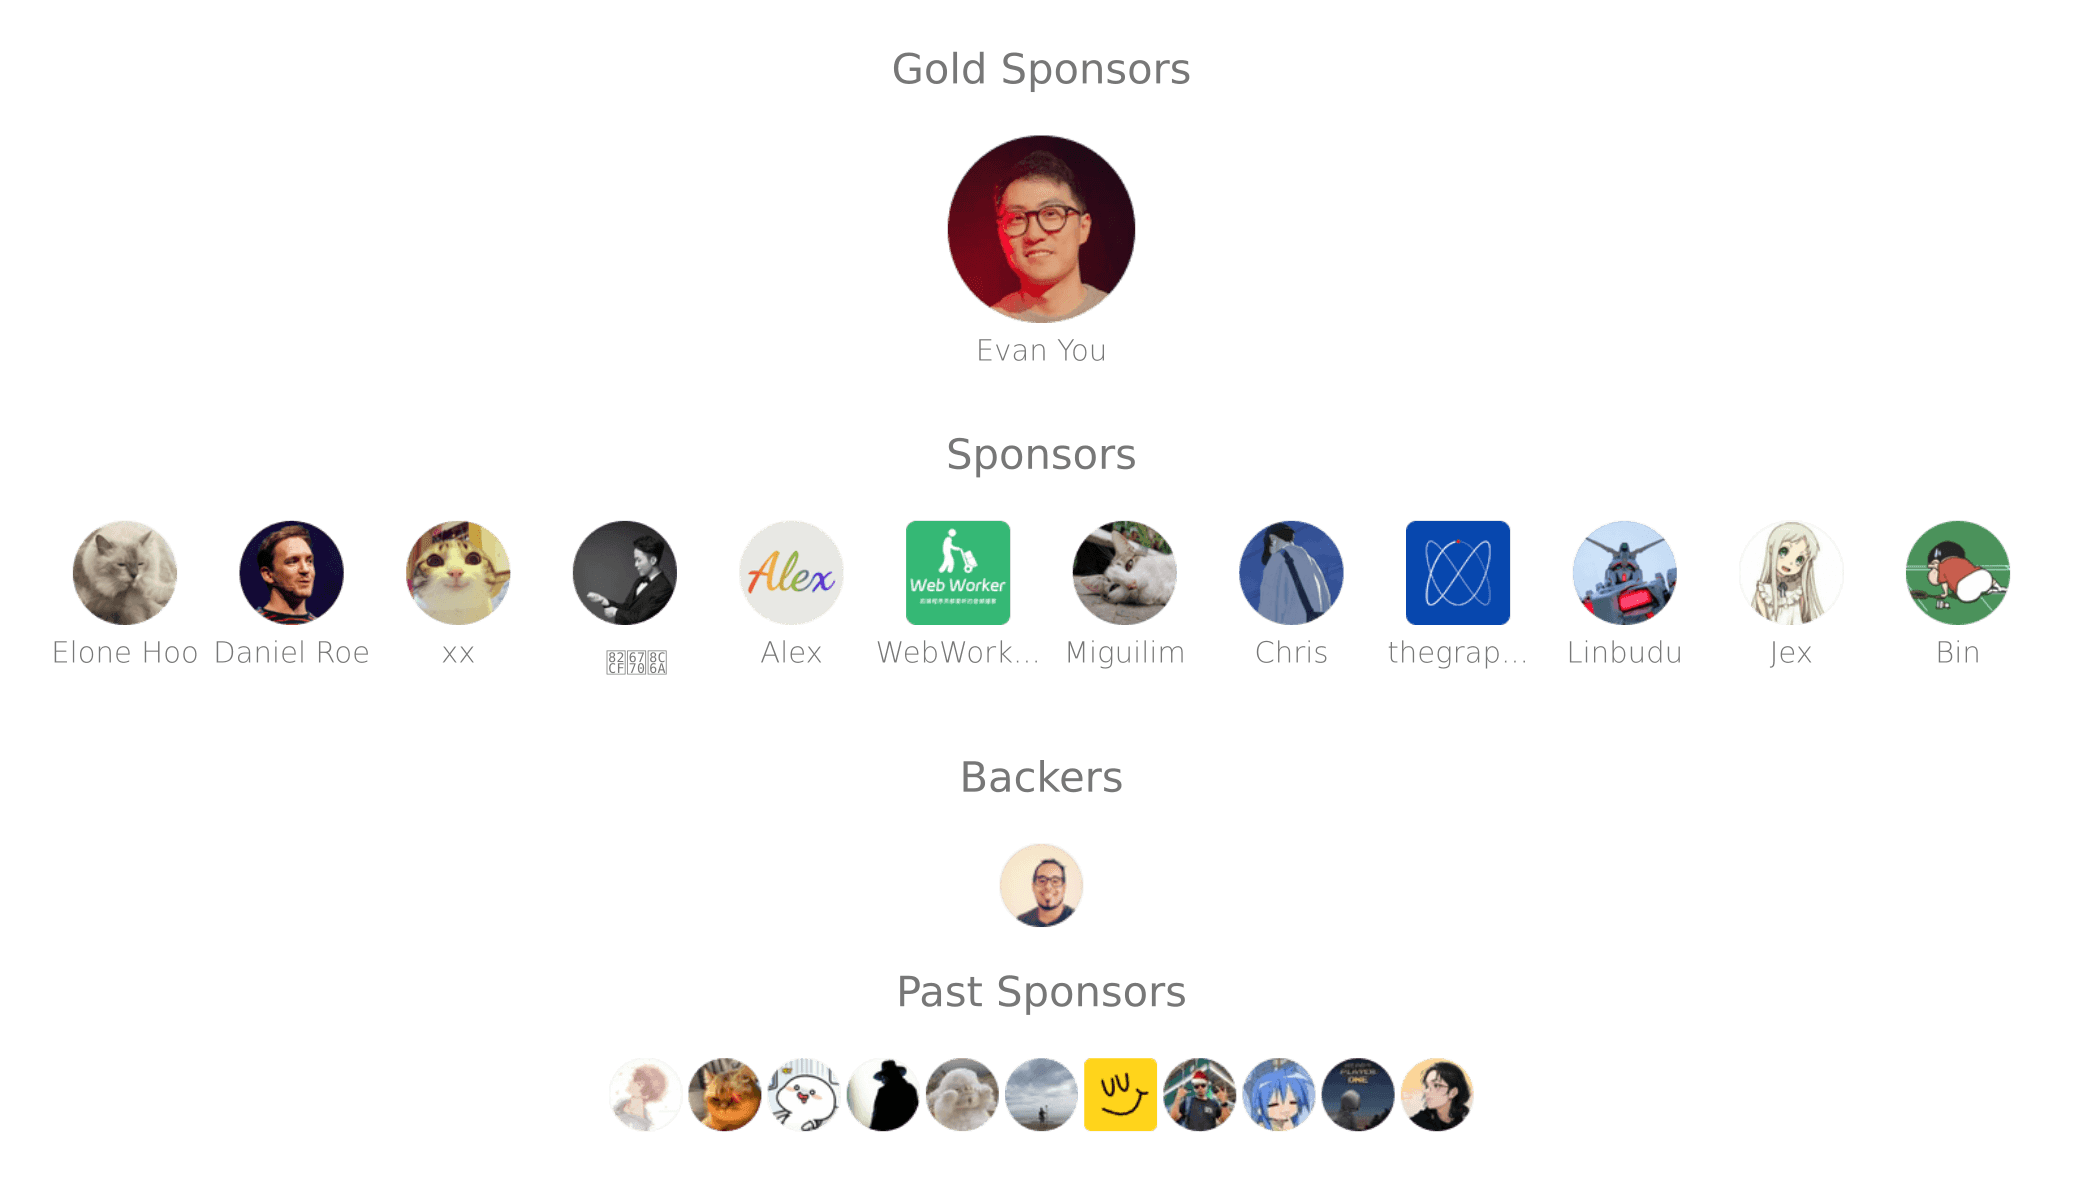 Gold Sponsors
Evan You
Sponsors
Alex
Web Worker
Elone Hoo
Daniel Roe
xx
Alex
WebWork...
Miguilim
Chris
thegrap...
Linbudu
Jex
Bin
Backers
Past Sponsors
ONE